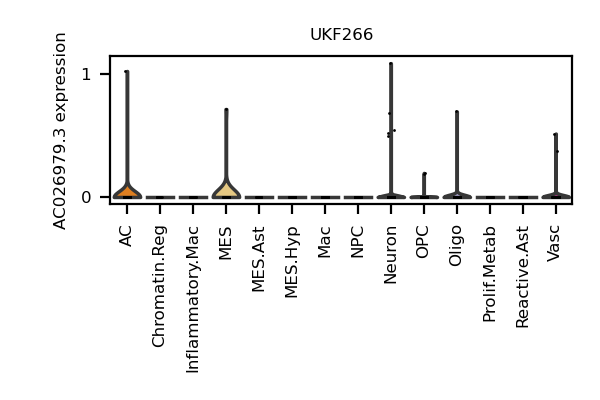 UKF266
AC026979.3 expression
1
0
AC
Chromatin.Reg
Inflammatory.Mac
MES
MES.Ast
MES.Hyp
Mac
NPC
Neuron
OPC
Oligo
Prolif.Metab
Reactive.Ast
Vasc